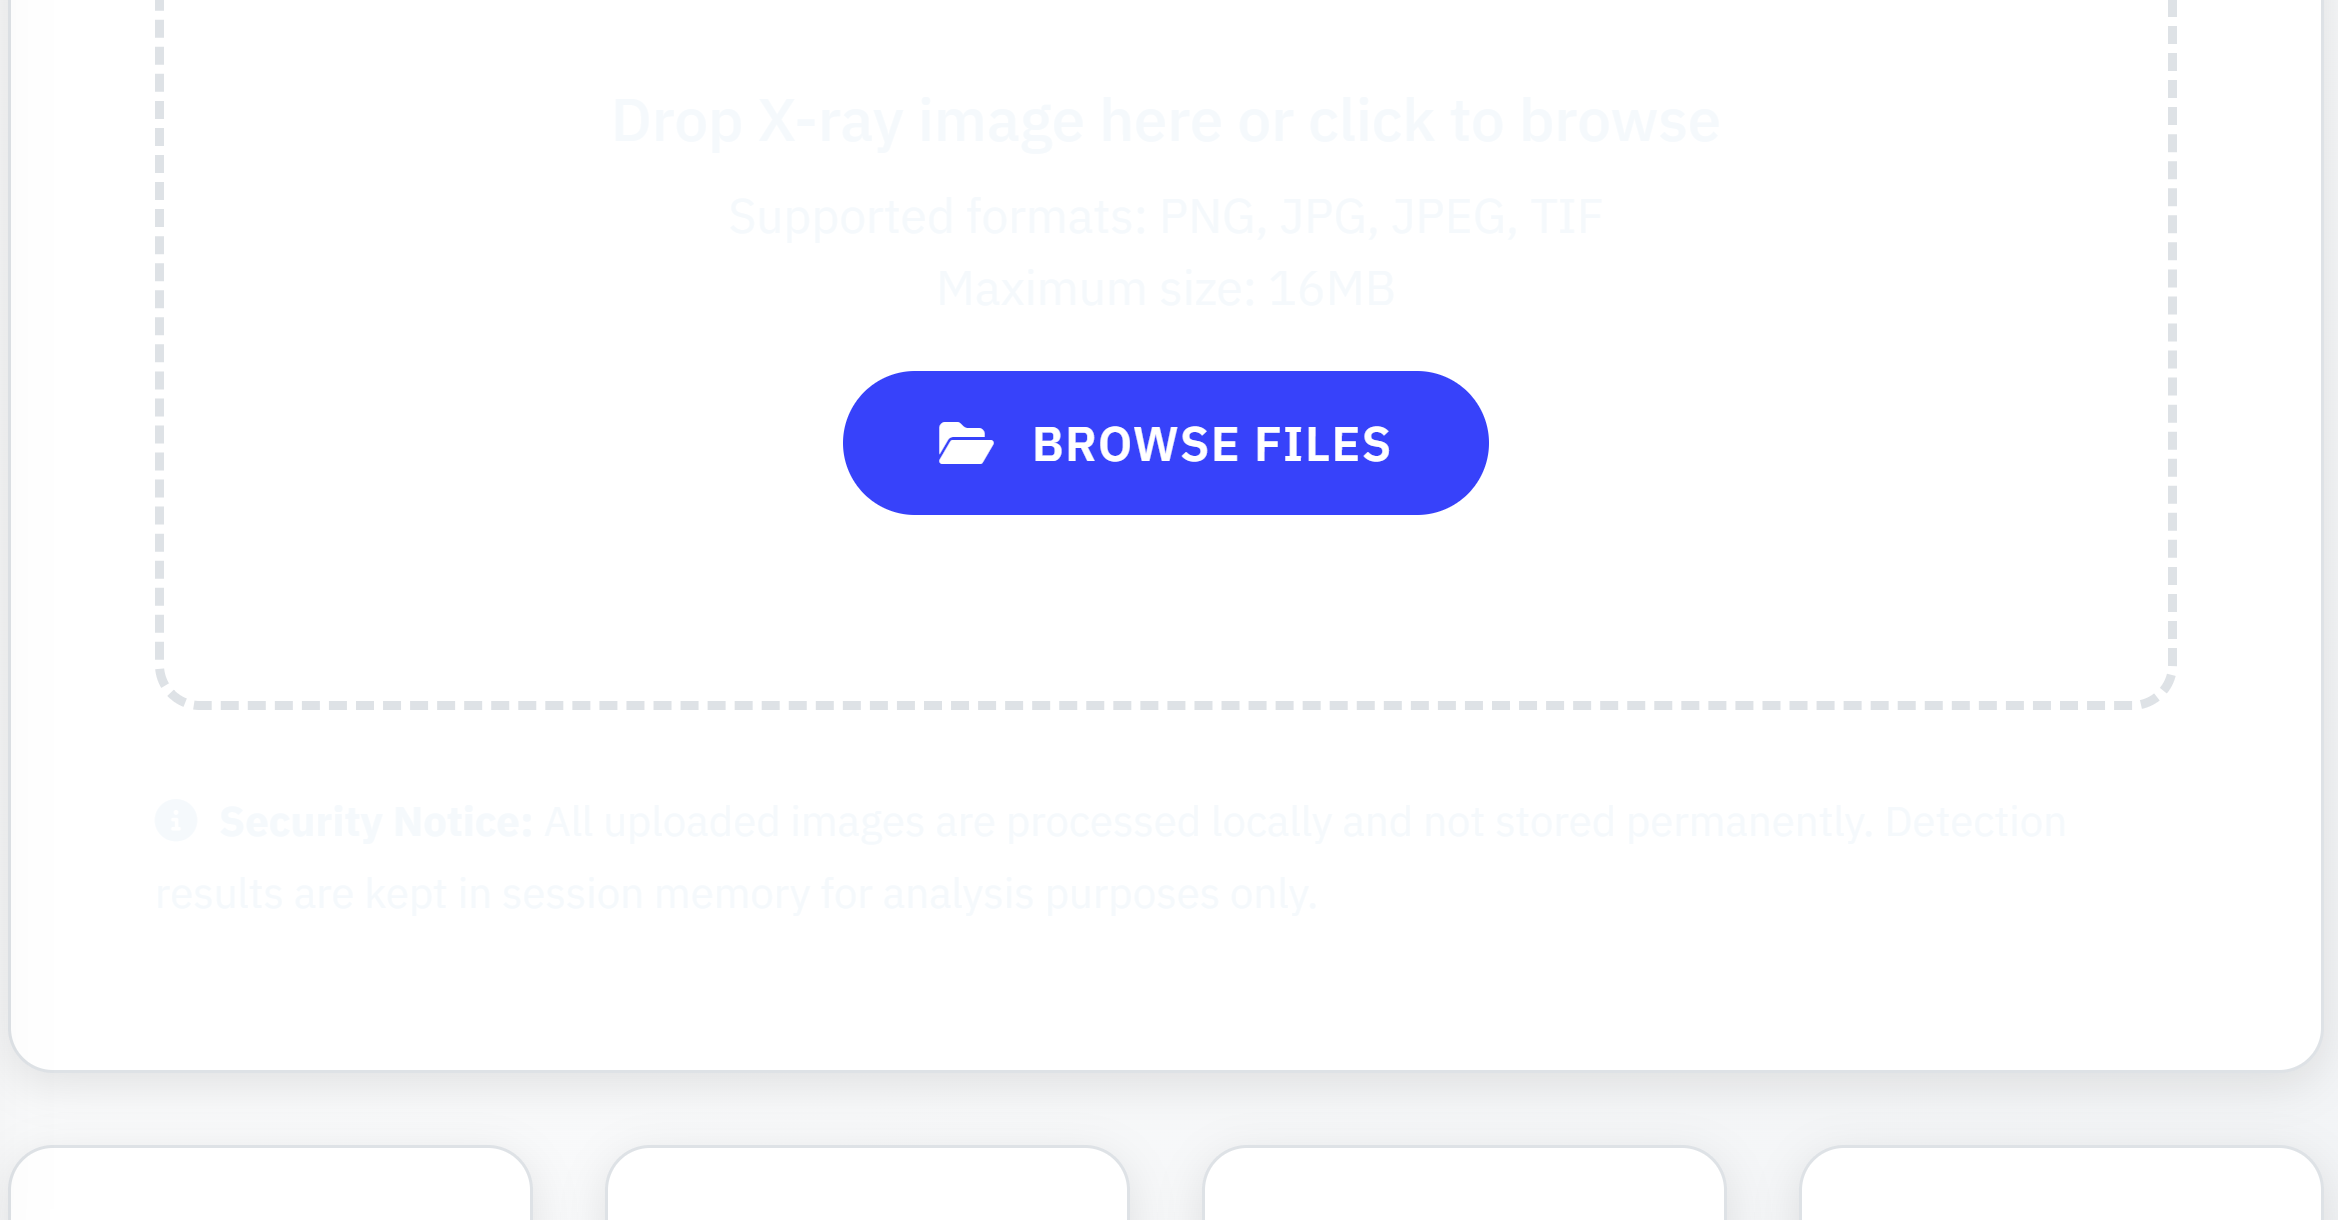 Drop X-ray image here or click to browse
Supported formats: PNG, JPG, JPEG, TIF
Maximum size: 16MB
BROWSE FILES
Security Notice: All uploaded images are processed locally and not stored permanently. Detection
results are kept in session memory for analysis purposes only.